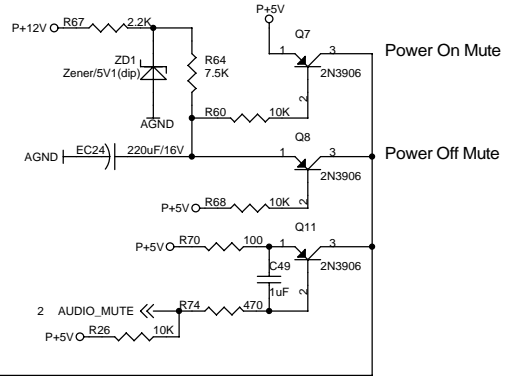 P+5V
P+12V R67 2.2K
Q7
1 3
Power On Mute
ZD1
Zener/5V1(dip)
R64
7.5K
2N3906
2
AGND
R60 10K
Q8
AGND EC24 220uF/16V
1 3
Power Off Mute
2N3906
2
P+5V R68 10K
Q11
P+5V R70 100
1 3
C49
1uF
2N3906
2
2 AUDIO_MUTE R74 470
P+5V R26 10K